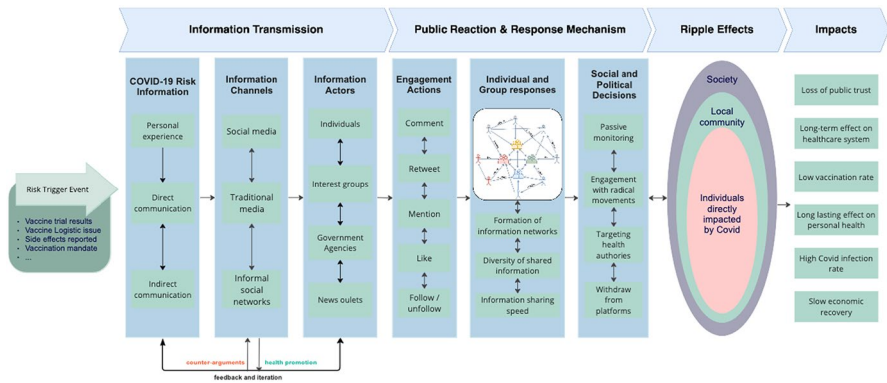 Information Transmission
Public Reaction & Response Mechanism
Ripple Effects
Impacts
Risk Trigger Event
• Vaccine trial results
• Vaccine Logistic issue
• Side effects reported
• Vaccination mandate
• ...
COVID-19 Risk
Information
Personal
experience
Direct
communication
Indirect
communication
Information
Channels
Social media
Traditional
media
Informal
social
networks
Information
Actors
Individuals
Interest groups
Government
Agencies
News oulets
Engagement
Actions
Comment
Retweet
Mention
Like
Follow /
unfollow
Individual and
Group responses
Formation of
information networks
Diversity of shared
information
Information sharing
speed
Social and
Political
Decisions
Passive
monitoring
Engagement
with radical
movements
Targeting
health
authories
Withdraw
from
platforms
Society
Local
community
Individuals
directly
impacted
by Covid
Loss of public trust
Long-term effect on
healthcare system
Low vaccination rate
Long lasting effect on
personal health
High Covid infection
rate
Slow economic
recovery
counter-arguments
health promotion
feedback and iteration